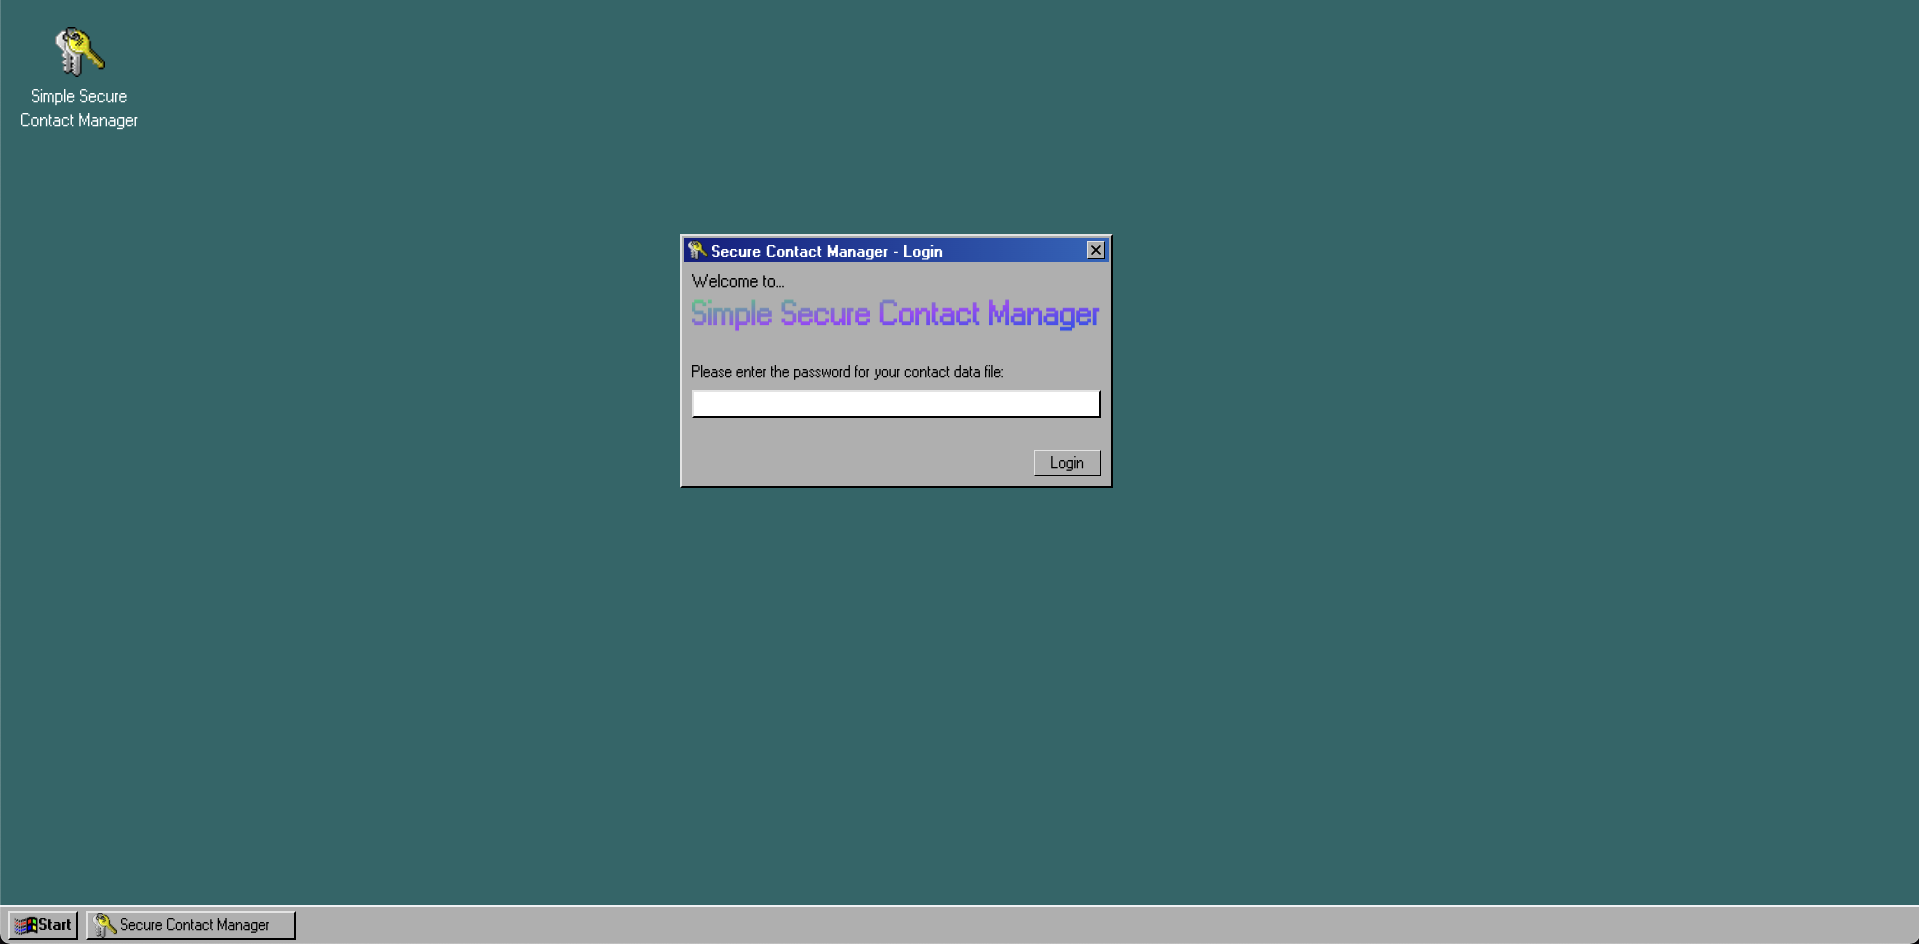 Simple Secure
Contact Manager
Secure Contact Manager - Login
Welcome to...
Simple Secure Contact Manager
Please enter the password for your contact data file:
Login
Start
Secure Contact Manager